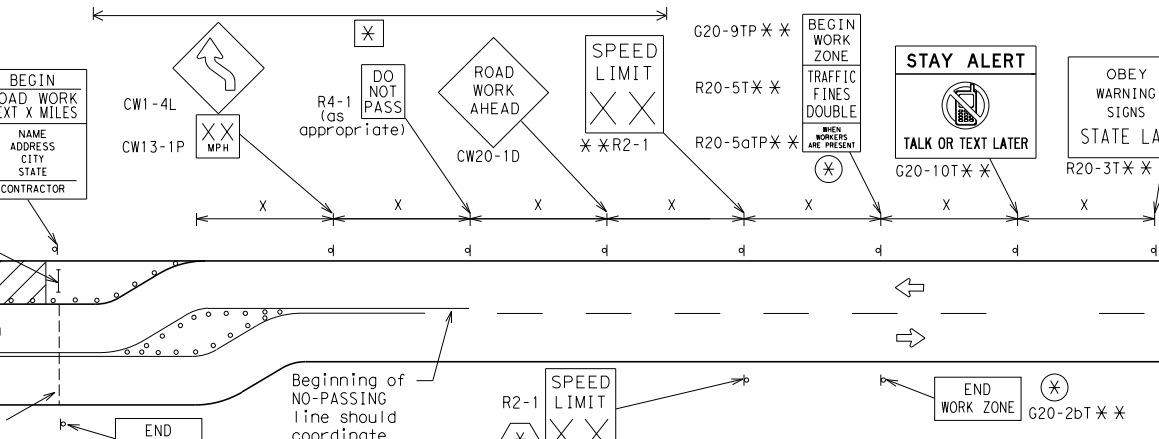 BEGIN
ROAD WORK
NEXT X MILES
NAME
ADDRESS
CITY
STATE
CONTRACTOR
CW1-4L
X X
MPH
CW13-1P
*
DO
NOT
PASS
R4-1
(as
appropriate)
ROAD
WORK
AHEAD
CW20-1D
SPEED
LIMIT
X X
**R2-1
G20-9TP**
BEGIN
WORK
ZONE
R20-5T**
TRAFFIC
FINES
DOUBLE
R20-5aTP**
WHEN
WORKERS
ARE PRESENT
*
STAY ALERT
TALK OR TEXT LATER
G20-10T**
OBEY
WARNING
SIGNS
STATE LA
R20-3T**
X
X
X
X
X
X
X
Beginning of
NO-PASSING
line should
coordinate
R2-1
SPEED
LIMIT
X X
*
END
WORK ZONE
*
G20-2bT**
END